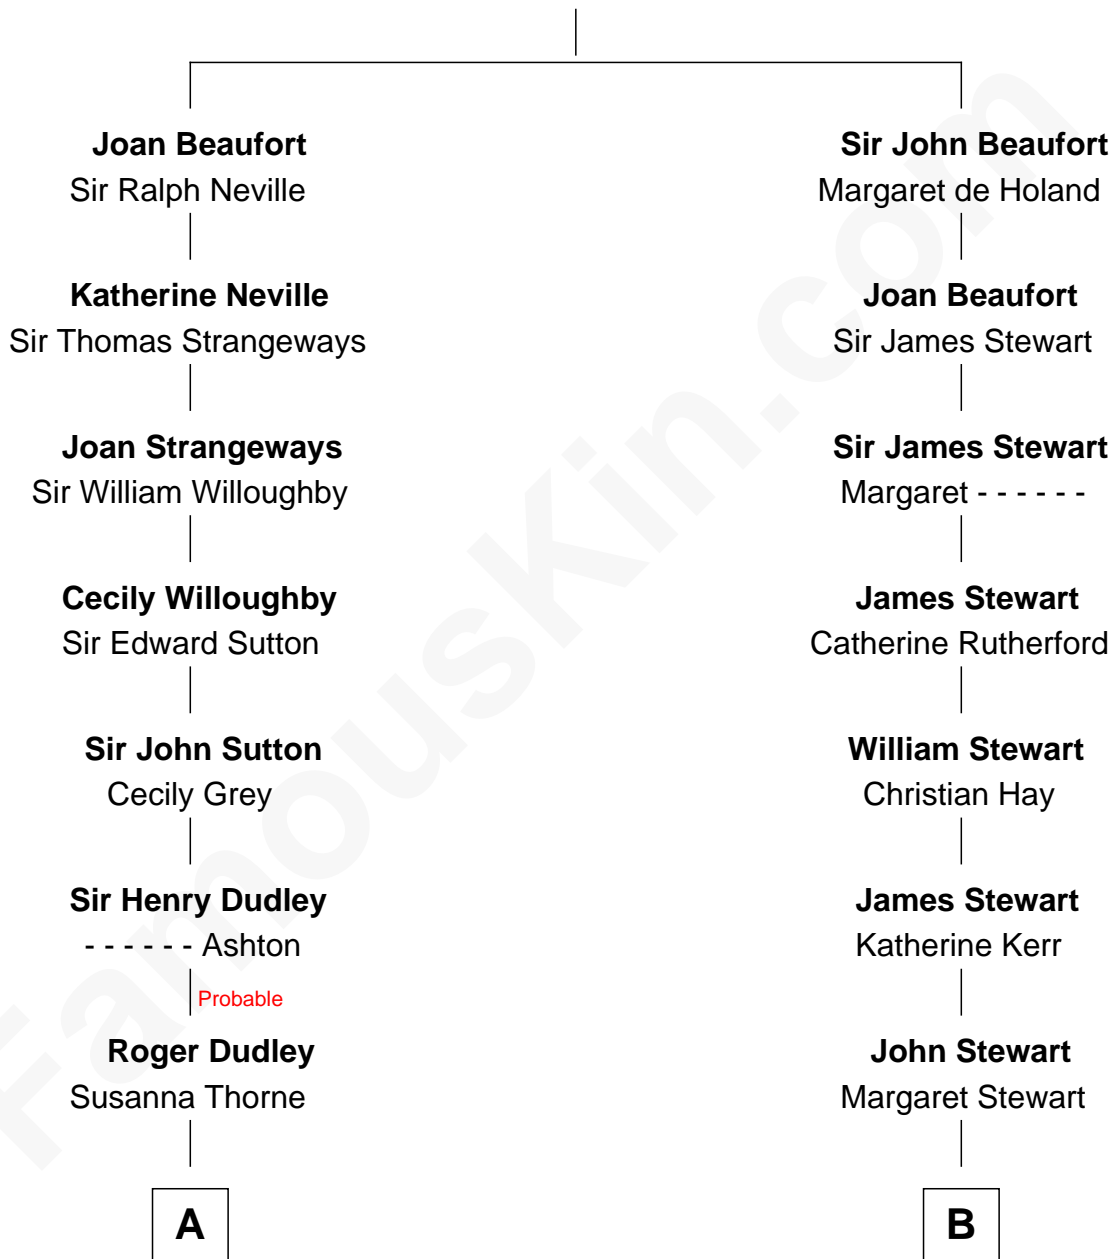 Joan Beaufort
Sir Ralph Neville
Katherine Neville
Sir Thomas Strangeways
Joan Strangeways
Sir William Willoughby
Cecily Willoughby
Sir Edward Sutton
Sir John Sutton
Cecily Grey
Sir Henry Dudley
- - - - - - Ashton
Probable
Roger Dudley
Susanna Thorne
A
Sir John Beaufort
Margaret de Holand
Joan Beaufort
Sir James Stewart
Sir James Stewart
Margaret - - - - - -
James Stewart
Catherine Rutherford
William Stewart
Christian Hay
James Stewart
Katherine Kerr
John Stewart
Margaret Stewart
B
FamousKin.com